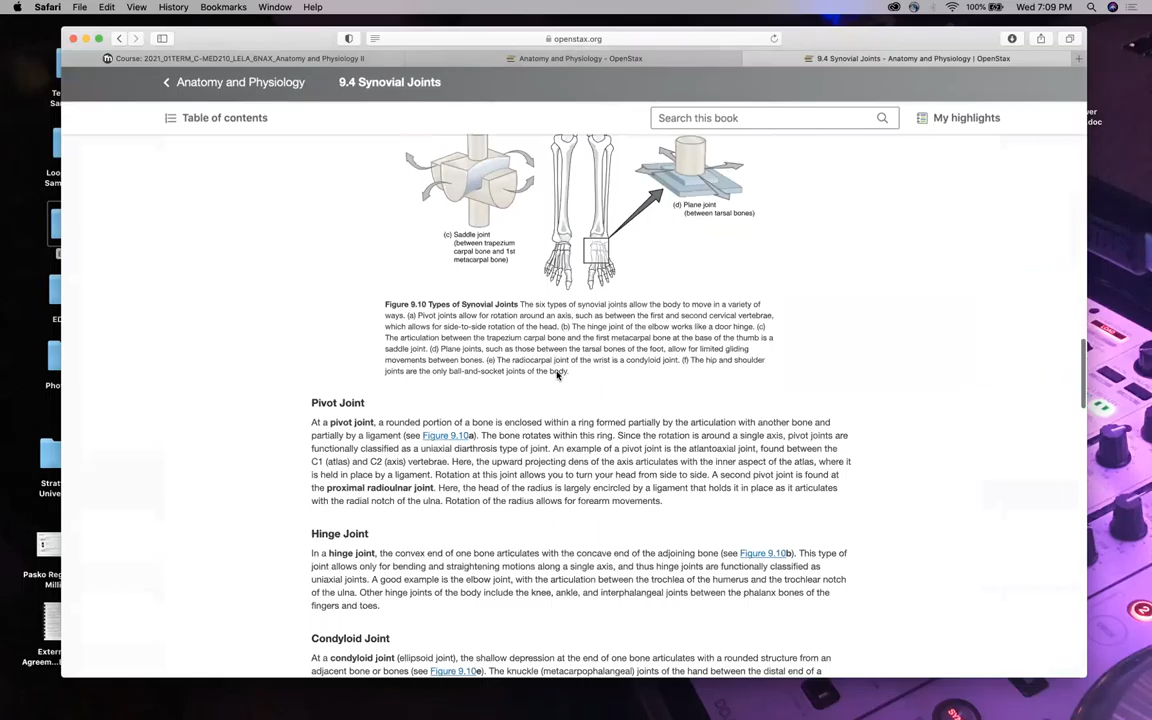 Safari File Edit View History Bookmarks Window Help 100% Wed 7:09 PM
openstax.org
Course: 2021_01TERM_C-MED210_LELA_6NAX_Anatomy and Physiology II Anatomy and Physiology - OpenStax 9.4 Synovial Joints - Anatomy and Physiology | OpenStax
Anatomy and Physiology 9.4 Synovial Joints
Table of contents Search this book My highlights
(c) Saddle joint
(between trapezium
carpal bone and 1st
metacarpal bone)
(d) Plane joint
(between tarsal bones)
Figure 9.10 Types of Synovial Joints The six types of synovial joints allow the body to move in a variety of
ways. (a) Pivot joints allow for rotation around an axis, such as between the first and second cervical vertebrae,
which allows for side-to-side rotation of the head. (b) The hinge joint of the elbow works like a door hinge. (c)
The articulation between the trapezium carpal bone and the first metacarpal bone at the base of the thumb is a
saddle joint. (d) Plane joints, such as those between the tarsal bones of the foot, allow for limited gliding
movements between bones. (e) The radiocarpal joint of the wrist is a condyloid joint. (f) The hip and shoulder
joints are the only ball-and-socket joints of the body.
Pivot Joint
At a pivot joint, a rounded portion of a bone is enclosed within a ring formed partially by the articulation with another bone and
partially by a ligament (see Figure 9.10a). The bone rotates within this ring. Since the rotation is around a single axis, pivot joints are
functionally classified as a uniaxial diarthrosis type of joint. An example of a pivot joint is the atlantoaxial joint, found between the
C1 (atlas) and C2 (axis) vertebrae. Here, the upward projecting dens of the axis articulates with the inner aspect of the atlas, where it
is held in place by a ligament. Rotation at this joint allows you to turn your head from side to side. A second pivot joint is found at
the proximal radioulnar joint. Here, the head of the radius is largely encircled by a ligament that holds it in place as it articulates
with the radial notch of the ulna. Rotation of the radius allows for forearm movements.
Hinge Joint
In a hinge joint, the convex end of one bone articulates with the concave end of the adjoining bone (see Figure 9.10b). This type of
joint allows only for bending and straightening motions along a single axis, and thus hinge joints are functionally classified as
uniaxial joints. A good example is the elbow joint, with the articulation between the trochlea of the humerus and the trochlear notch
of the ulna. Other hinge joints of the body include the knee, ankle, and interphalangeal joints between the phalanx bones of the
fingers and toes.
Condyloid Joint
At a condyloid joint (ellipsoid joint), the shallow depression at the end of one bone articulates with a rounded structure from an
adjacent bone or bones (see Figure 9.10e). The knuckle (metacarpophalangeal) joints of the hand between the distal end of a
Loo
Sam
ED.
Pho
Strat
Unive
Pasko Reg
Milli
Extern
Agreem...L
ver
doc
LOAD
2